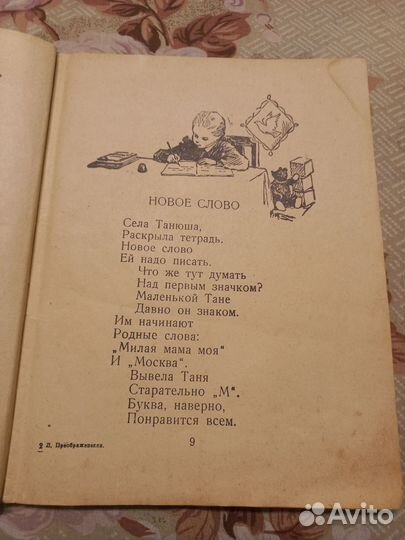 НОВОЕ СЛОВО
Села Танюша,
Раскрыла тетрадь.
Новое слово
Ей надо писать.
Что же тут думать
Над первым значком?
Маленькой Тане
Давно он знаком.
Им начинают
Родные слова:
„Милая мама моя“
И „Москва“.
Вывела Таня
Старательно „М“.
Буква, наверно,
Понравится всем.
2 Л. Преображенская.
9
Avito